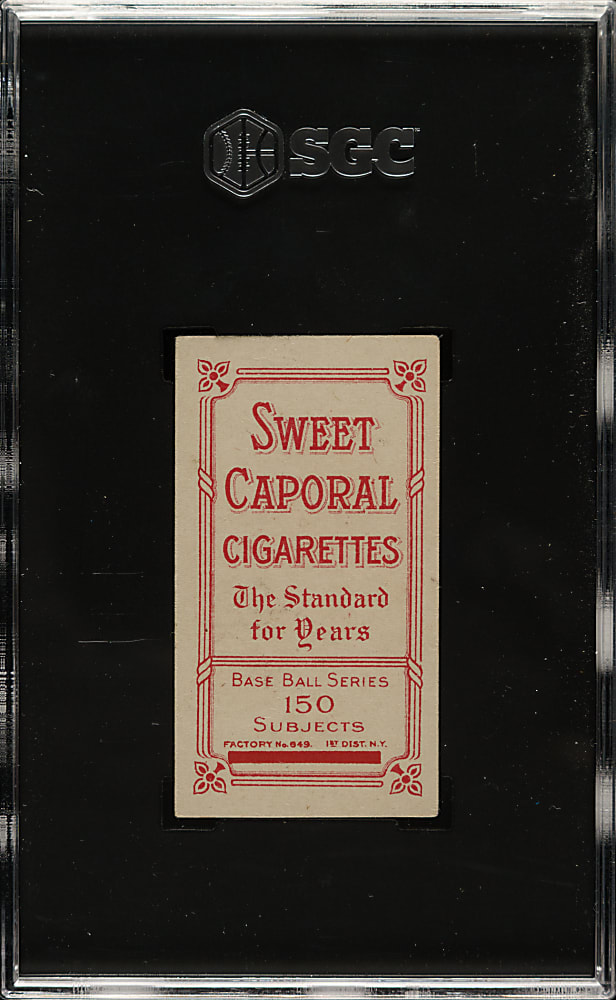 SGC
SWEET
CAPORAL
CIGARETTES
The Standard
for Years
BASE BALL SERIES
150
SUBJECTS
FACTORY No. 649. 1ST DIST. N.Y.